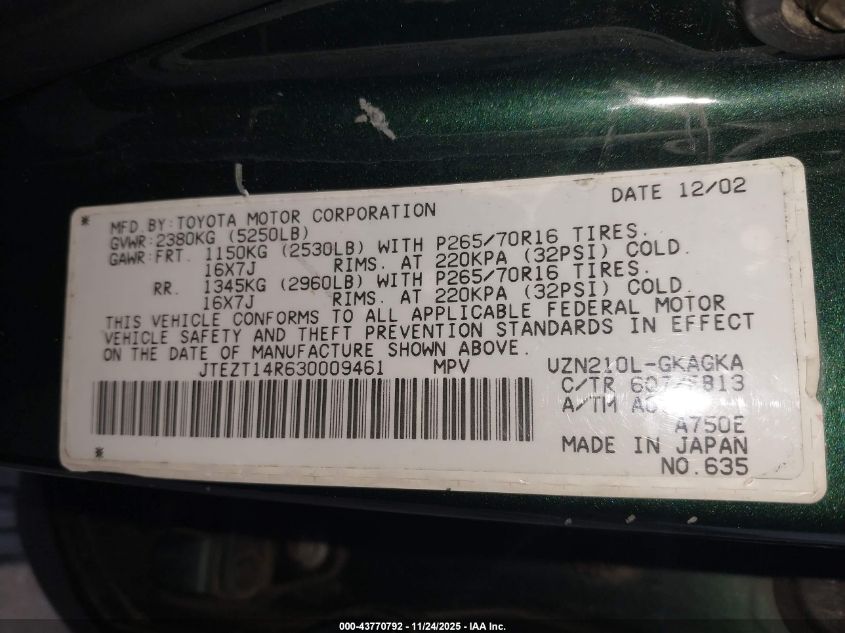 DATE 12/02
MFD.BY:TOYOTA MOTOR CORPORATION
GVWR:2380KG (5250LB)
GAWR:FRT. 1150KG (2530LB) WITH P265/70R16 TIRES.
16X7J RIMS. AT 220KPA (32PSI) COLD.
RR. 1345KG (2960LB) WITH P265/70R16 TIRES.
16X7J RIMS. AT 220KPA (32PSI) COLD.
THIS VEHICLE CONFORMS TO ALL APPLICABLE FEDERAL MOTOR
VEHICLE SAFETY AND THEFT PREVENTION STANDARDS IN EFFECT
ON THE DATE OF MANUFACTURE SHOWN ABOVE.
JTEZT14R630009461 MPV UZN210L-GKAGKA
C/TR
A/TM
A750E
MADE IN JAPAN
NO.635
000-43770792 - 11/24/2025 - IAA Inc.